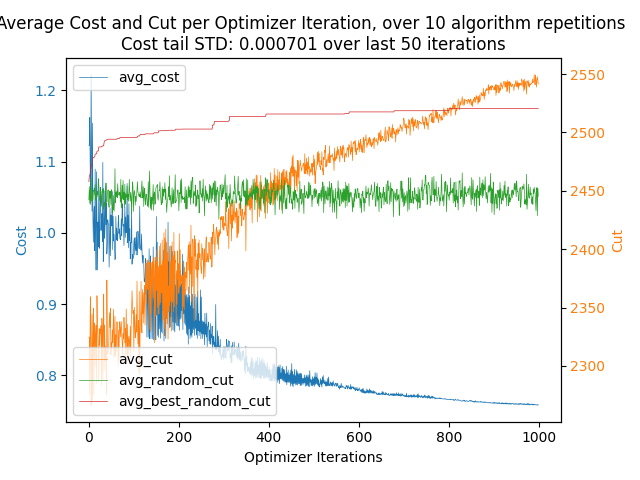 Average Cost and Cut per Optimizer Iteration, over 10 algorithm repetitions
Cost tail STD: 0.000701 over last 50 iterations
avg_cost
1.2
1.1
1.0
0.9
0.8
Cost
2550
2500
2450
2400
2350
2300
Cut
avg_cut
avg_random_cut
avg_best_random_cut
0 200 400 600 800 1000
Optimizer Iterations